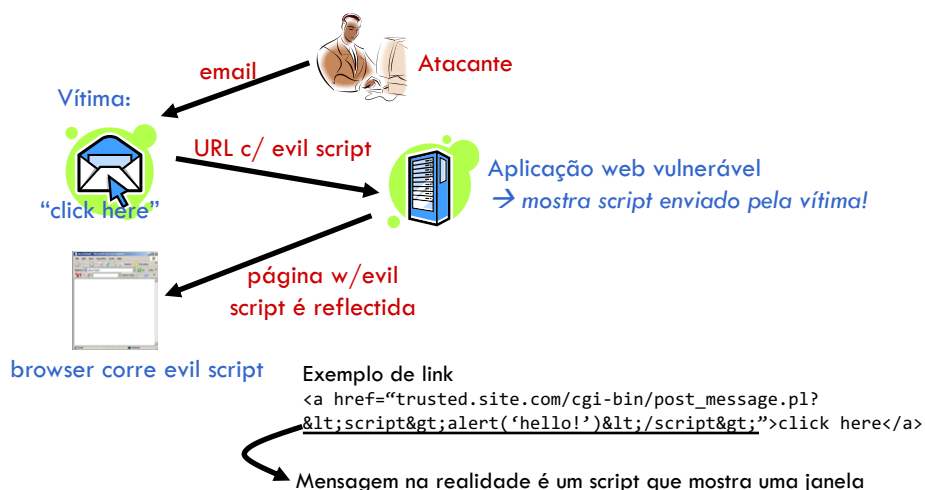 email
Atacante
Vítima:
URL c/ evil script
Aplicação web vulnerável
→ mostra script enviado pela vítima!
“click here”
página w/evil
script é reflectida
browser corre evil script
Exemplo de link
<a href=“trusted.site.com/cgi-bin/post_message.pl?
&lt;script&gt;alert(‘hello!’)&lt;/script&gt;”>click here</a>
Mensagem na realidade é um script que mostra uma janela